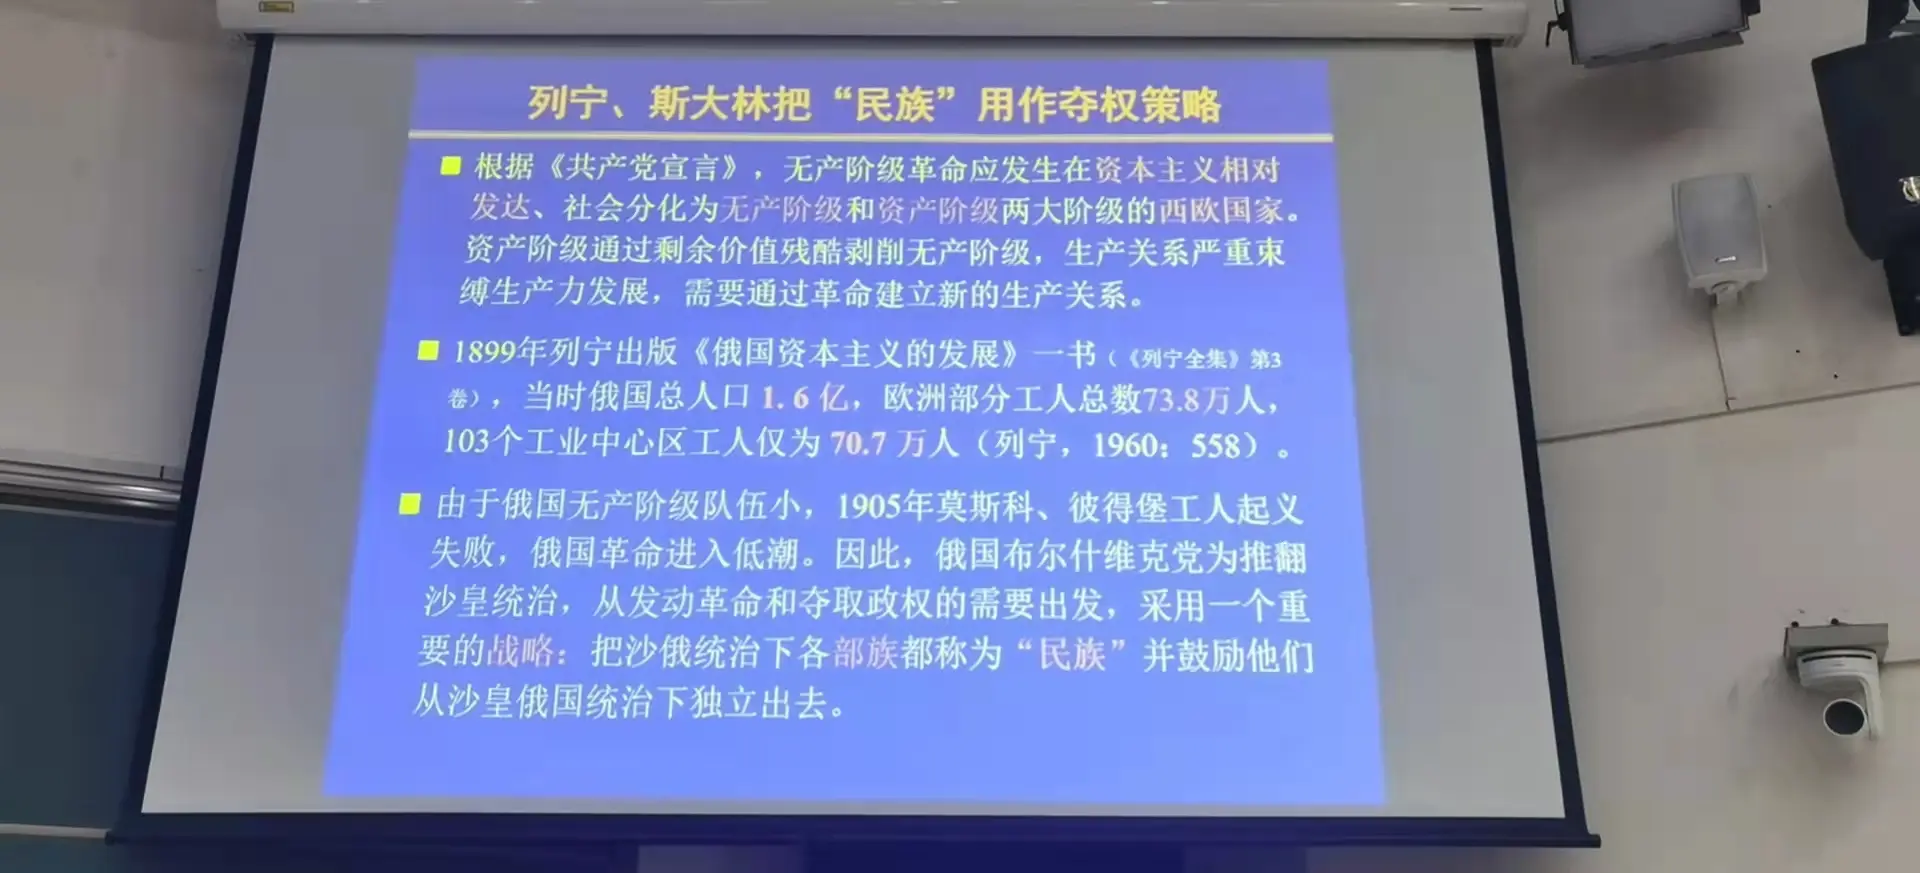 列宁、斯大林把“民族”用作夺权策略
■ 根据《共产党宣言》，无产阶级革命应发生在资本主义相对
发达、社会分化为无产阶级和资产阶级两大阶级的西欧国家。
资产阶级通过剩余价值残酷剥削无产阶级，生产关系严重束
缚生产力发展，需要通过革命建立新的生产关系。
■ 1899年列宁出版《俄国资本主义的发展》一书（《列宁全集》第3
卷），当时俄国总人口 1.6 亿，欧洲部分工人总数73.8万人，
103个工业中心区工人仅为 70.7 万人（列宁，1960：558）。
■ 由于俄国无产阶级队伍小，1905年莫斯科、彼得堡工人起义
失败，俄国革命进入低潮。因此，俄国布尔什维克党为推翻
沙皇统治，从发动革命和夺取政权的需要出发，采用一个重
要的战略：把沙俄统治下各部族都称为“民族”并鼓励他们
从沙皇俄国统治下独立出去。